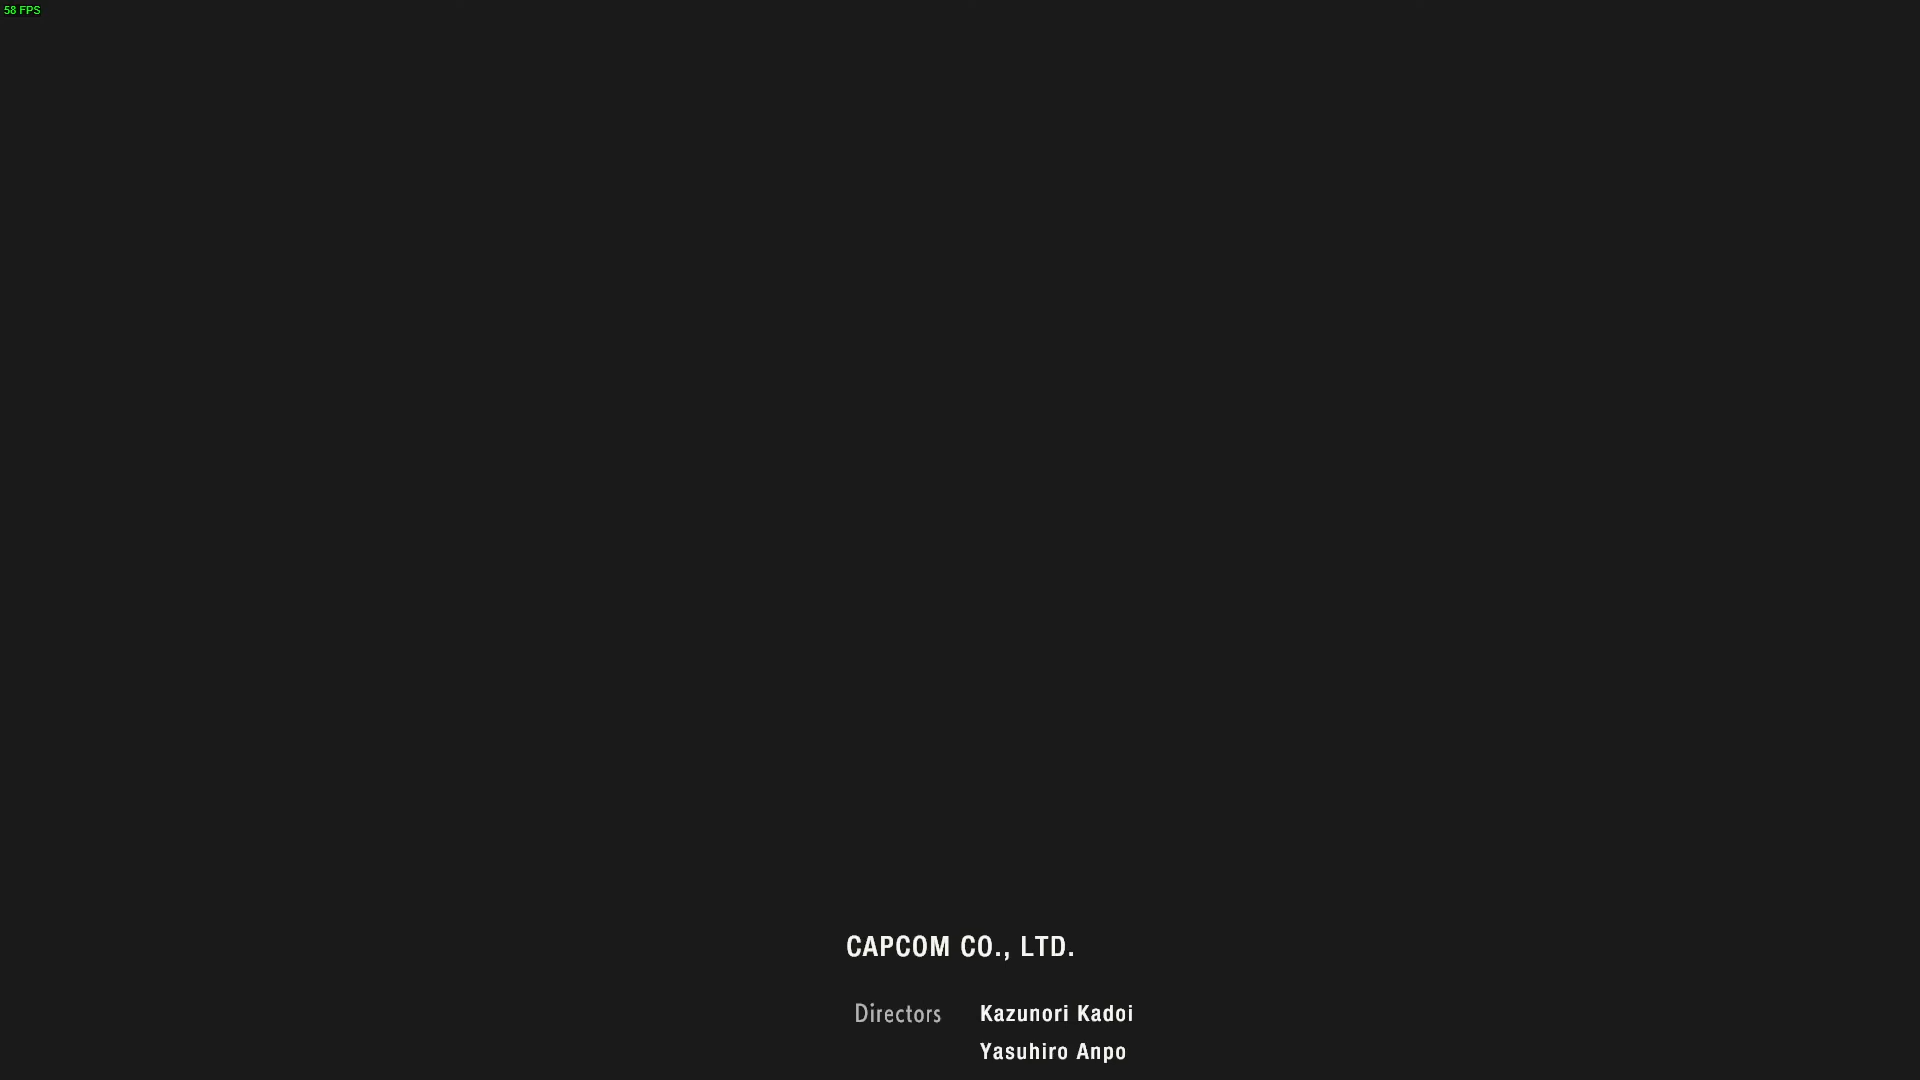 58 FPS
CAPCOM CO., LTD.
Directors Kazunori Kadoi
Yasuhiro Anpo